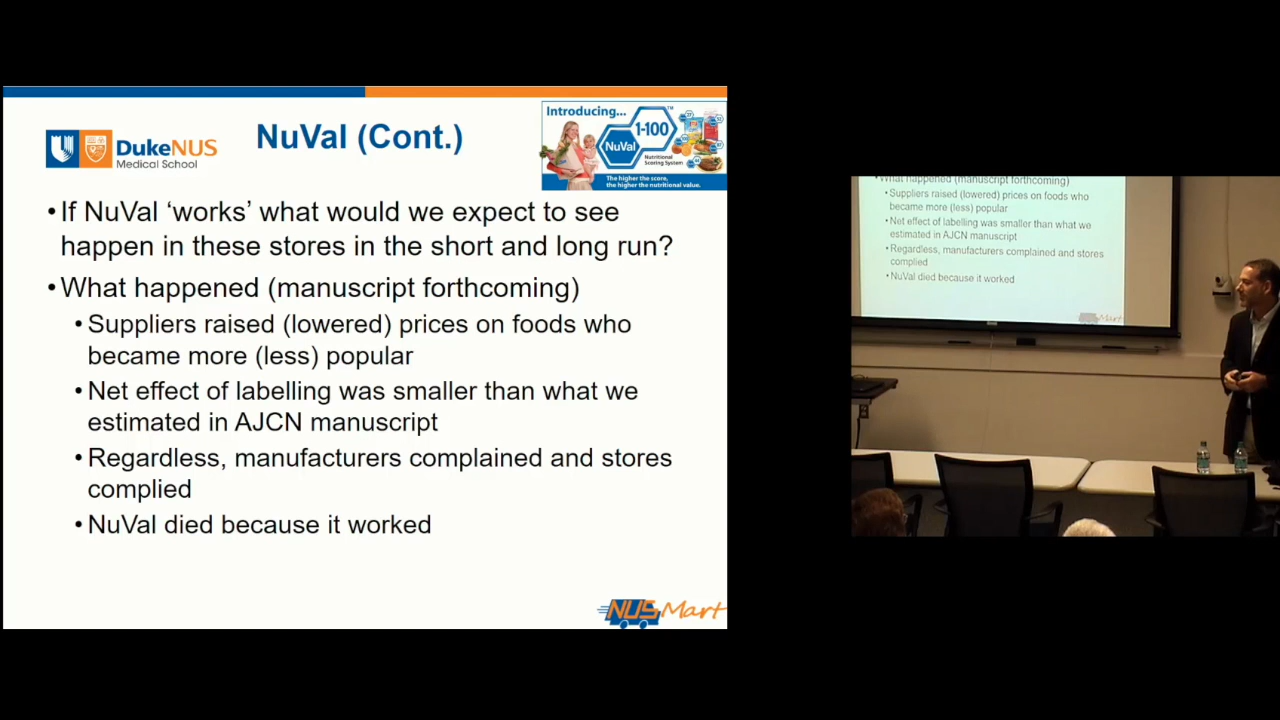 DukeNUS
Medical School
NuVal (Cont.)
Introducing...
1-100™
NuVal
Nutritional
Scoring System
The higher the score,
the higher the nutritional value.
•If NuVal ‘works’ what would we expect to see
happen in these stores in the short and long run?
•What happened (manuscript forthcoming)
•Suppliers raised (lowered) prices on foods who
became more (less) popular
•Net effect of labelling was smaller than what we
estimated in AJCN manuscript
•Regardless, manufacturers complained and stores
complied
•NuVal died because it worked
NUSMart
What happened (manuscript forthcoming)
•Suppliers raised (lowered) prices on foods who
became more (less) popular
•Net effect of labelling was smaller than what we
estimated in AJCN manuscript
•Regardless, manufacturers complained and stores
complied
•NuVal died because it worked
Mart